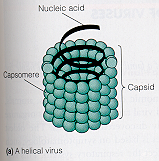 Nucleic acid
Capsomere
Capsid
(a) A helical virus